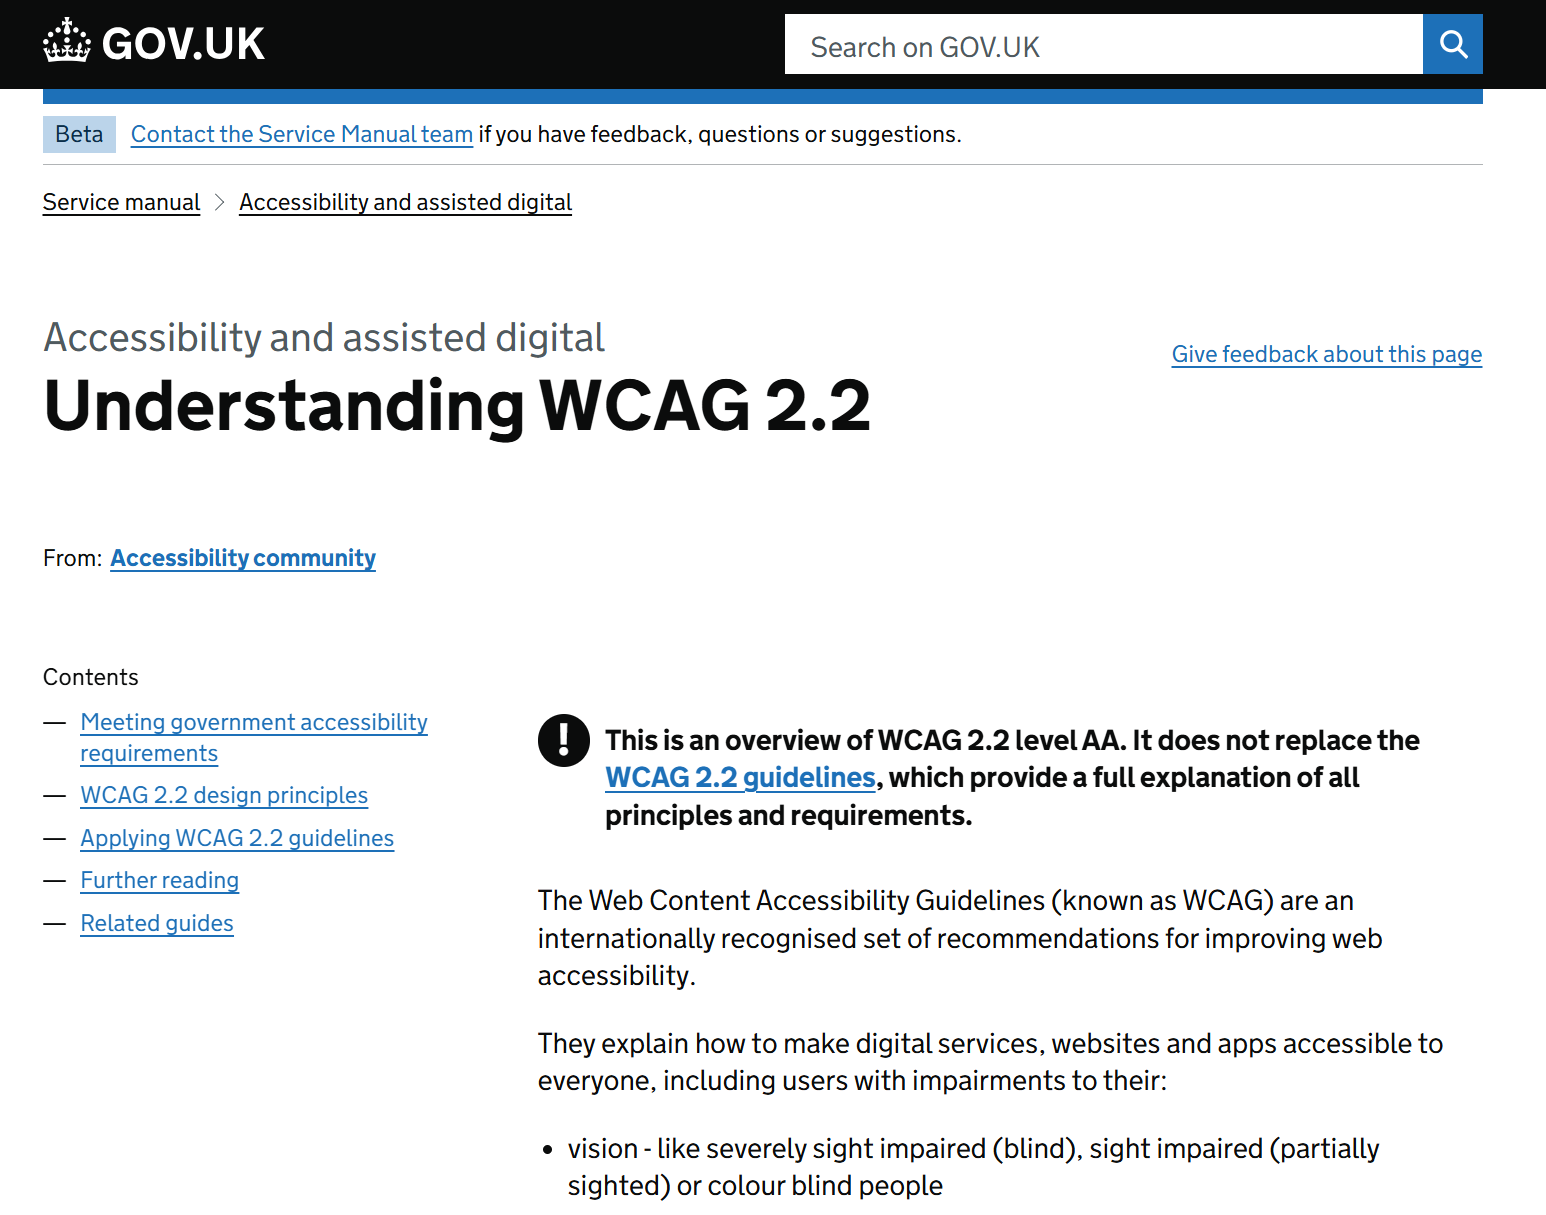 GOV.UK
Search on GOV.UK
Beta
Contact the Service Manual team if you have feedback, questions or suggestions.
Service manual
Accessibility and assisted digital
Accessibility and assisted digital
Understanding WCAG 2.2
Give feedback about this page
From: Accessibility community
Contents
— Meeting government accessibility
requirements
— WCAG 2.2 design principles
— Applying WCAG 2.2 guidelines
— Further reading
— Related guides
! This is an overview of WCAG 2.2 level AA. It does not replace the
WCAG 2.2 guidelines, which provide a full explanation of all
principles and requirements.
The Web Content Accessibility Guidelines (known as WCAG) are an
internationally recognised set of recommendations for improving web
accessibility.
They explain how to make digital services, websites and apps accessible to
everyone, including users with impairments to their:
• vision - like severely sight impaired (blind), sight impaired (partially
sighted) or colour blind people